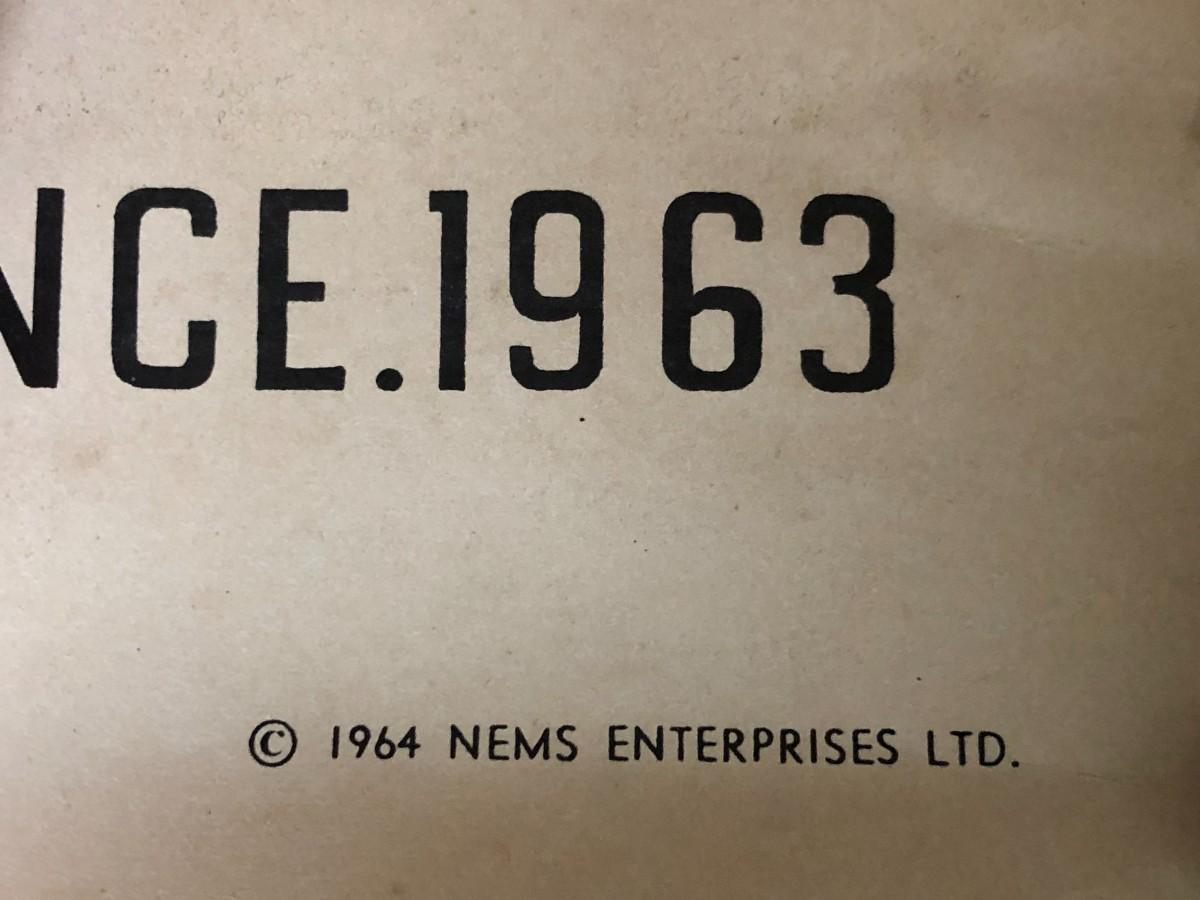 NCE.1963
© 1964 NEMS ENTERPRISES LTD.